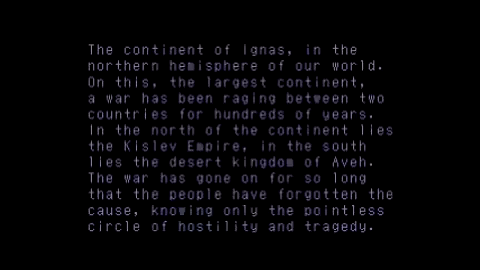 The continent of Ignas, in the
northern hemisphere of our world.
On this, the largest continent,
a war has been raging between two
countries for hundreds of years.
In the north of the continent lies
the Kislev Empire, in the south
lies the desert kingdom of Aveh.
The war has gone on for so long
that the people have forgotten the
cause, knowing only the pointless
circle of hostility and tragedy.